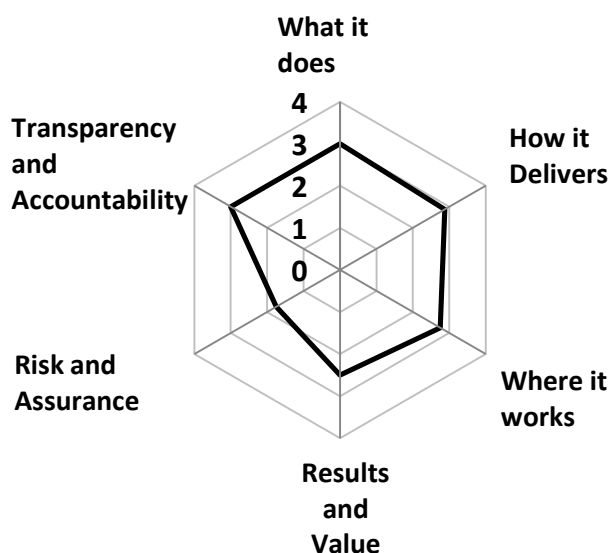 What it
does
4
3
2
1
0
How it
Delivers
Where it
works
Results
and
Value
Risk and
Assurance
Transparency
and
Accountability